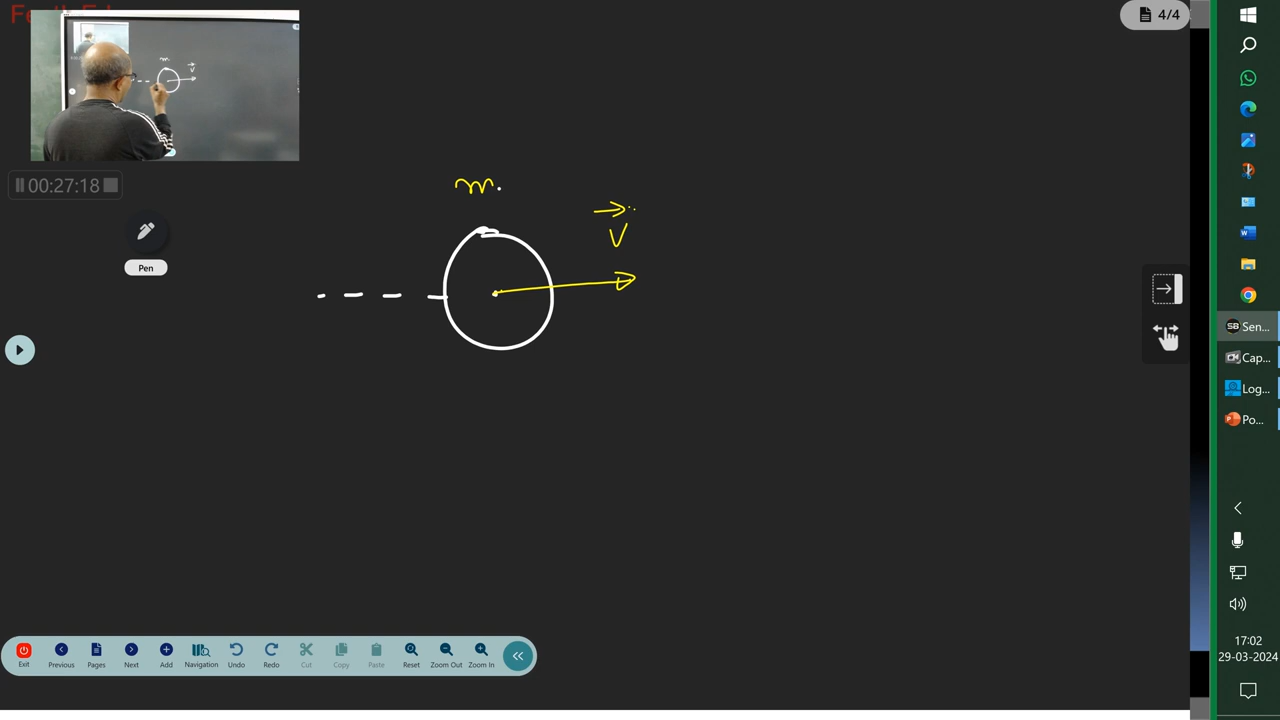 4/4
m
v
00:27:18
Pen
m
V
Sen...
Cap...
Log...
Po...
Exit
Previous
Pages
Next
Add
Navigation
Undo
Redo
Cut
Copy
Paste
Reset
Zoom Out
Zoom In
17:02
29-03-2024